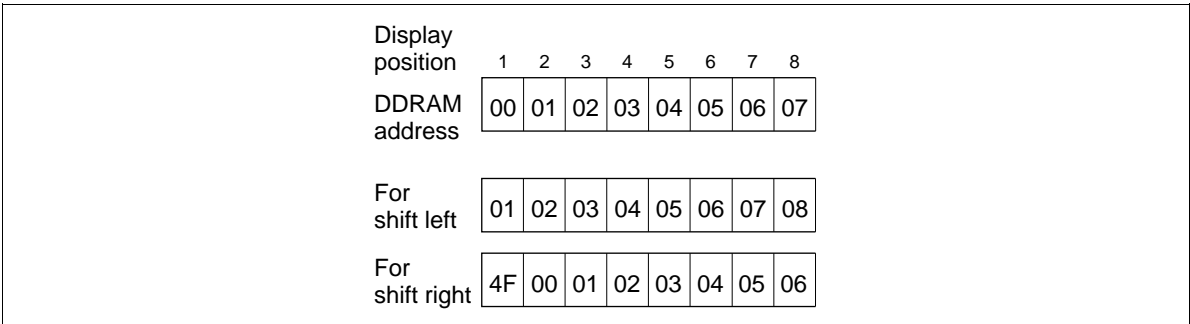 Display
position 1 2 3 4 5 6 7 8
DDRAM
address 00 01 02 03 04 05 06 07
For
shift left 01 02 03 04 05 06 07 08
For
shift right 4F 00 01 02 03 04 05 06